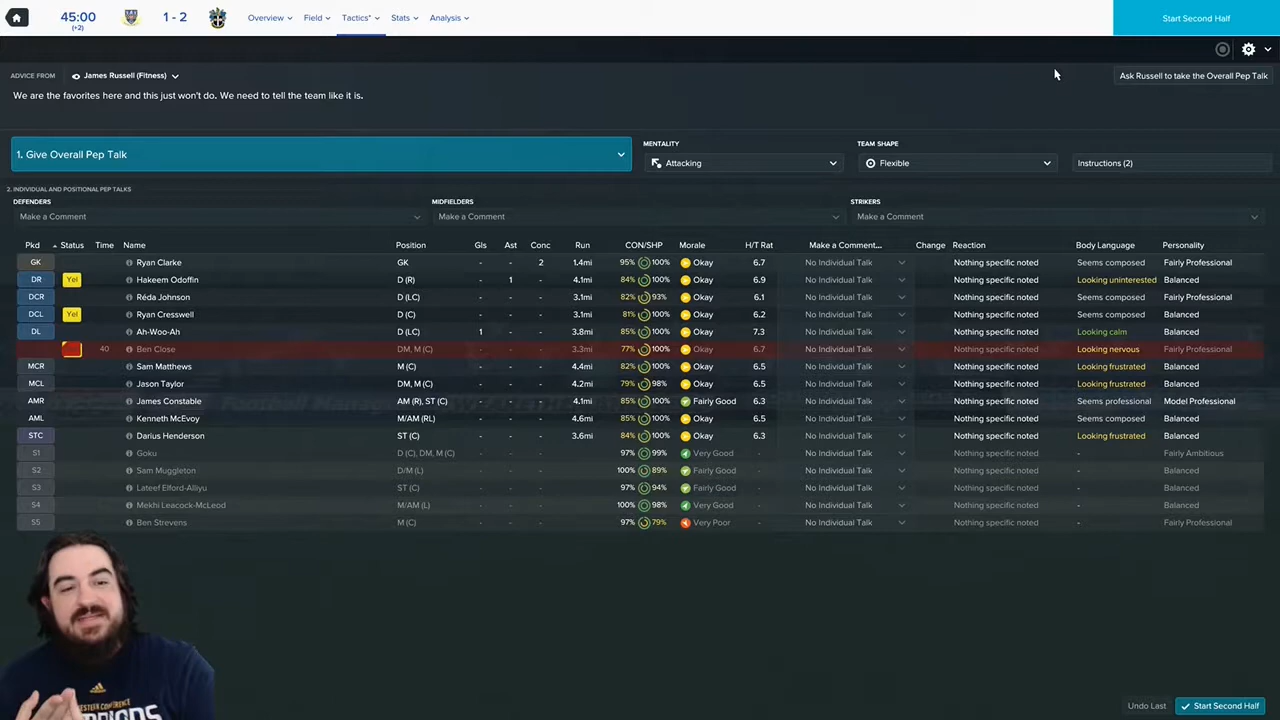 45:00 1 - 2 Overview Field Tactics* Stats Analysis Start Second Half
(+2)
ADVICE FROM James Russell (Fitness) Ask Russell to take the Overall Pep Talk
We are the favorites here and this just won't do. We need to tell the team like it is.
MENTALITY TEAM SHAPE
1. Give Overall Pep Talk Attacking Flexible Instructions (2)
2. INDIVIDUAL AND POSITIONAL PEP TALKS
DEFENDERS MIDFIELDERS STRIKERS
Make a Comment Make a Comment Make a Comment
Pkd Status Time Name Position Gls Ast Conc Run CON/SHP Morale H/T Rat Make a Comment... Change Reaction Body Language Personality
GK Ryan Clarke GK - - 2 1.4mi 95% 100% Okay 6.7 No Individual Talk Nothing specific noted Seems composed Fairly Professional
DR Yel Hakeem Odoffin D (R) - 1 - 4.1mi 84% 100% Okay 6.9 No Individual Talk Nothing specific noted Looking uninterested Balanced
DCR Réda Johnson D (LC) - - - 3.1mi 82% 93% Okay 6.1 No Individual Talk Nothing specific noted Seems composed Fairly Professional
DCL Yel Ryan Cresswell D (C) - - - 3.1mi 81% 100% Okay 6.2 No Individual Talk Nothing specific noted Seems composed Balanced
DL Ah-Woo-Ah D (LC) 1 - - 3.8mi 85% 100% Okay 7.3 No Individual Talk Nothing specific noted Looking calm Balanced
40 Ben Close DM, M (C) - - - 3.3mi 77% 100% Okay 6.7 No Individual Talk Nothing specific noted Looking nervous Fairly Professional
MCR Sam Matthews M (C) - - - 4.4mi 82% 100% Okay 6.5 No Individual Talk Nothing specific noted Looking frustrated Balanced
MCL Jason Taylor DM, M (C) - - - 4.2mi 79% 98% Okay 6.5 No Individual Talk Nothing specific noted Looking frustrated Balanced
AMR James Constable AM (R), ST (C) - - - 4.1mi 85% 100% Fairly Good 6.3 No Individual Talk Nothing specific noted Seems professional Model Professional
AML Kenneth McEvoy M/AM (RL) - - - 4.6mi 85% 100% Okay 6.5 No Individual Talk Nothing specific noted Seems composed Balanced
STC Darius Henderson ST (C) - - - 3.6mi 84% 100% Okay 6.3 No Individual Talk Nothing specific noted Looking frustrated Balanced
S1 Goku D (C), DM, M (C) 97% 99% Very Good - No Individual Talk Nothing specific noted - Fairly Ambitious
S2 Sam Muggleton D/M (L) 100% 89% Fairly Good - No Individual Talk Nothing specific noted - Balanced
S3 Lateef Elford-Alliyu ST (C) 97% 94% Fairly Good - No Individual Talk Nothing specific noted - Balanced
S4 Mekhi Leacock-McLeod M/AM (L) 100% 98% Very Good - No Individual Talk Nothing specific noted - Balanced
S5 Ben Strevens M (C) 97% 79% Very Poor - No Individual Talk Nothing specific noted - Fairly Professional
Undo Last Start Second Half